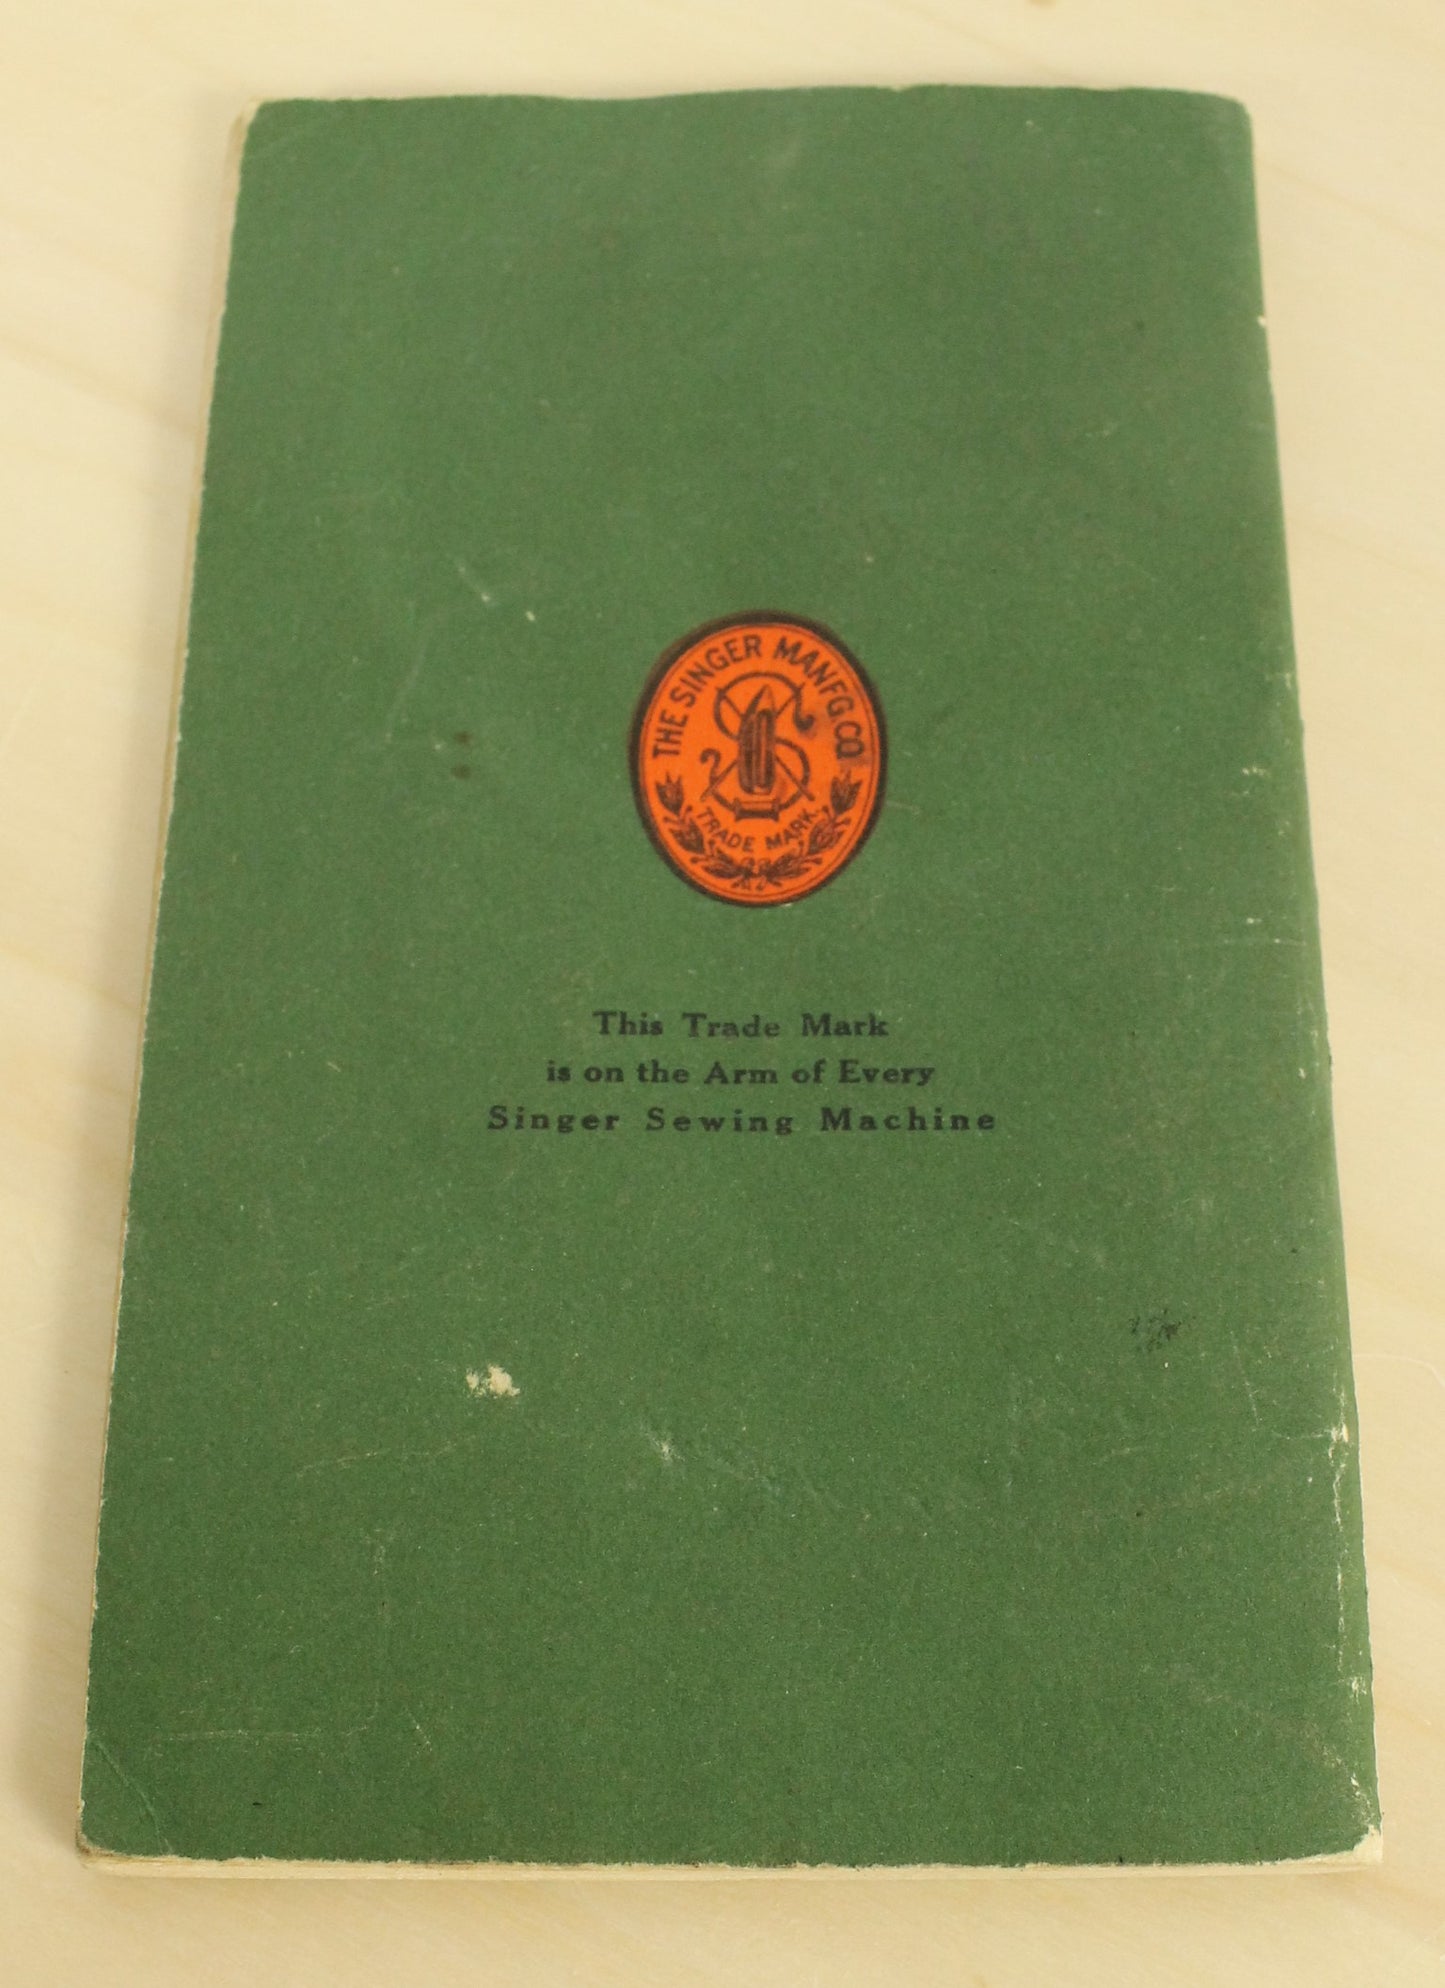 THE SINGER MANFG. CO.
TRADE MARK
This Trade Mark
is on the Arm of Every
Singer Sewing Machine